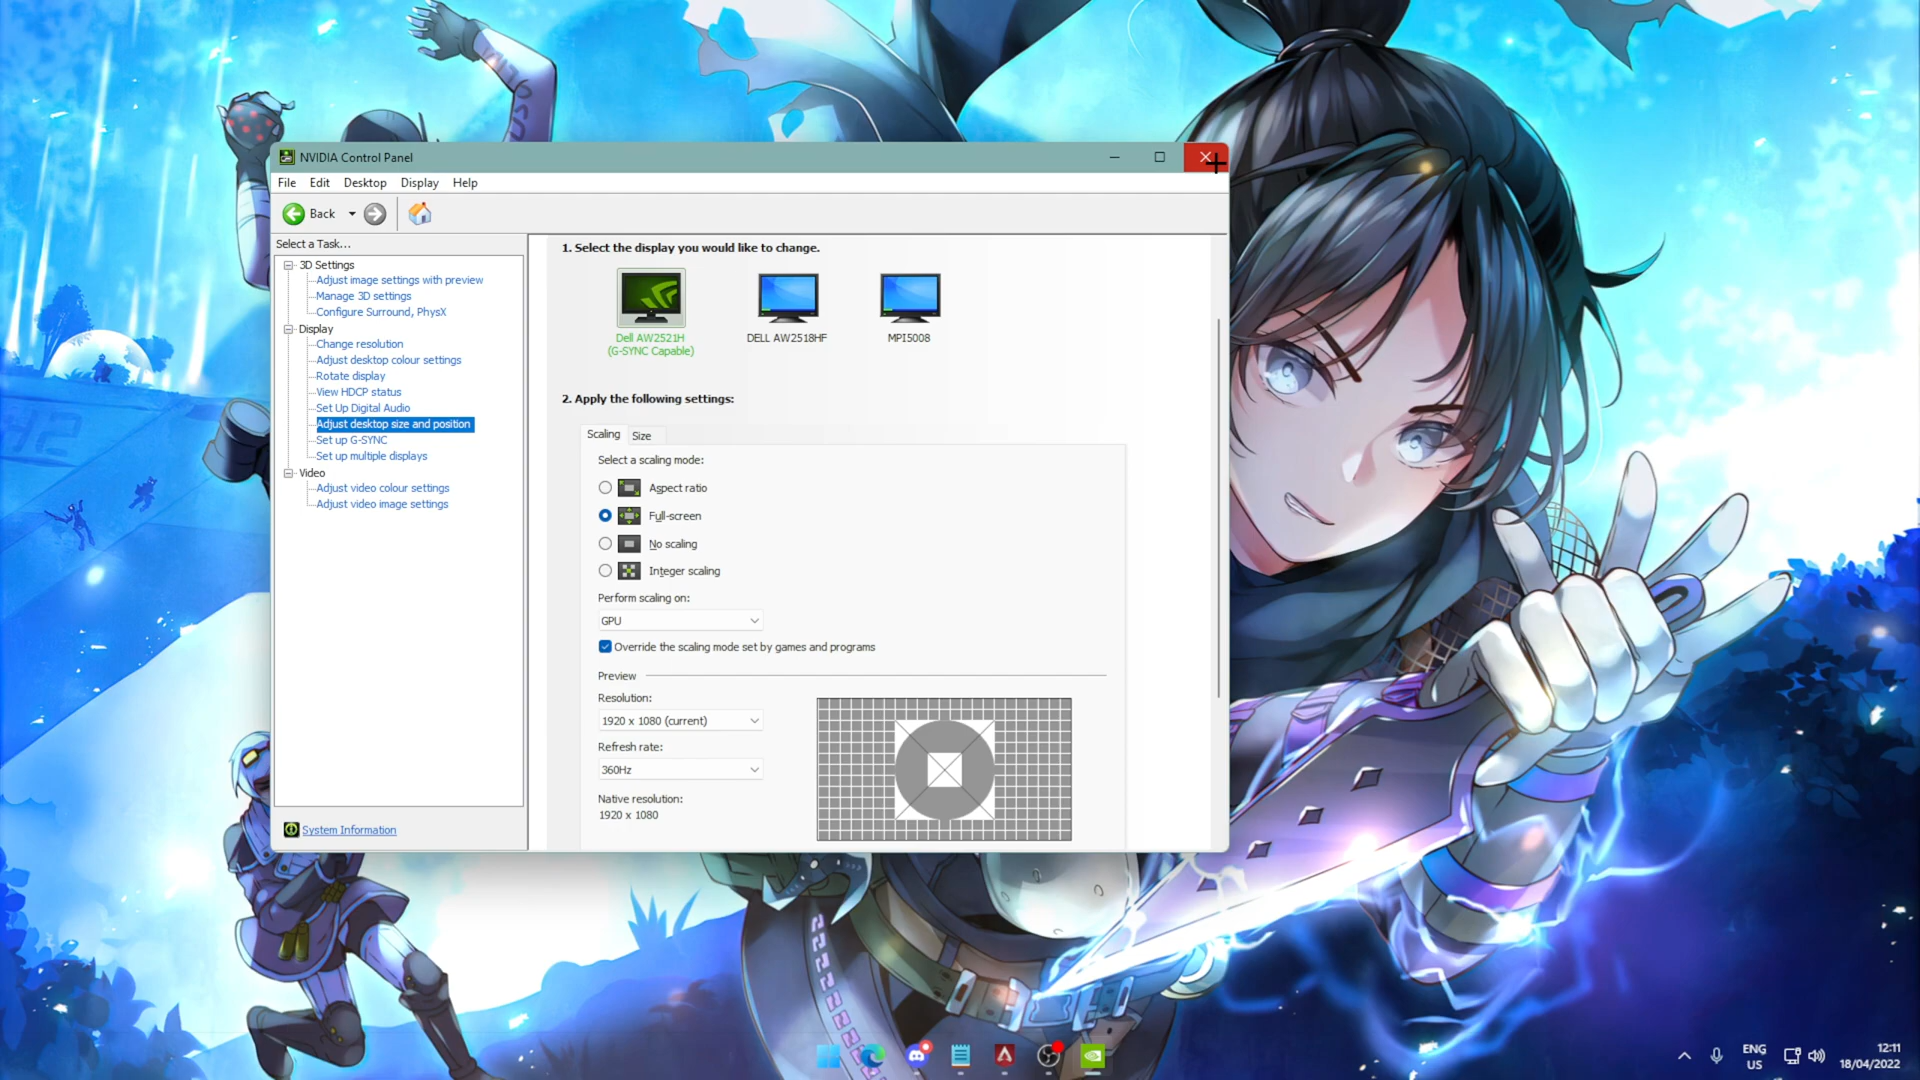 NVIDIA Control Panel
File Edit Desktop Display Help
Back
Select a Task...
3D Settings
Adjust image settings with preview
Manage 3D settings
Configure Surround, PhysX
Display
Change resolution
Adjust desktop colour settings
Rotate display
View HDCP status
Set Up Digital Audio
Adjust desktop size and position
Set up G-SYNC
Set up multiple displays
Video
Adjust video colour settings
Adjust video image settings
System Information
1. Select the display you would like to change.
Dell AW2521H
(G-SYNC Capable)
DELL AW2518HF
MPI5008
2. Apply the following settings:
Scaling Size
Select a scaling mode:
Aspect ratio
Full-screen
No scaling
Integer scaling
Perform scaling on:
GPU
Override the scaling mode set by games and programs
Preview
Resolution:
1920 x 1080 (current)
Refresh rate:
360Hz
Native resolution:
1920 x 1080
ENG
US
12:11
18/04/2022